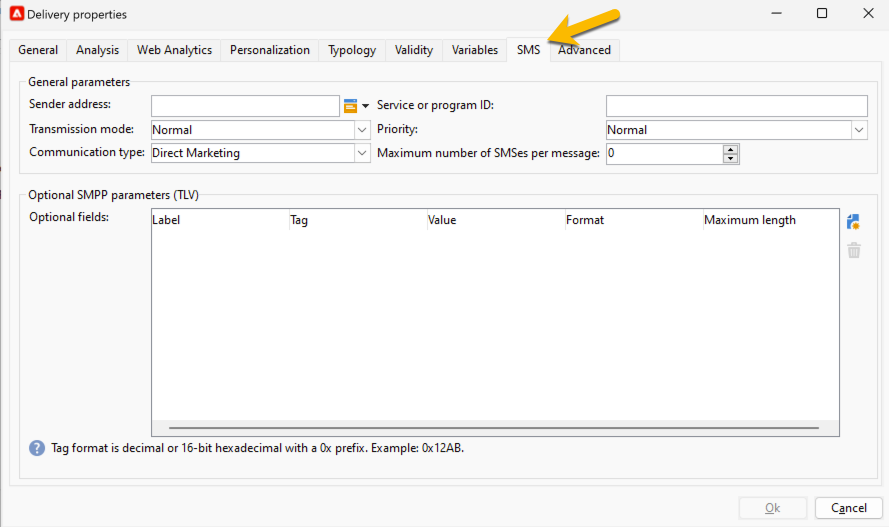 Delivery properties
General Analysis Web Analytics Personalization Typology Validity Variables SMS Advanced
General parameters
Sender address: Service or program ID:
Transmission mode: Normal Priority: Normal
Communication type: Direct Marketing Maximum number of SMSes per message: 0
Optional SMPP parameters (TLV)
Optional fields: Label Tag Value Format Maximum length
? Tag format is decimal or 16-bit hexadecimal with a 0x prefix. Example: 0x12AB.
Ok Cancel